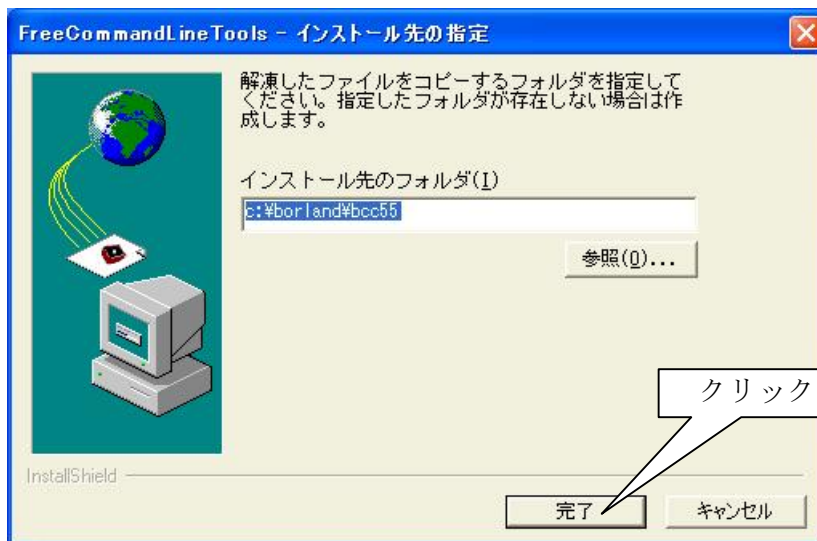 FreeCommandLineTools - インストール先の指定
解凍したファイルをコピーするフォルダを指定して
ください。指定したフォルダが存在しない場合は作
成します。
インストール先のフォルダ(I)
c:¥borland¥bcc55
参照(O)...
クリック
InstallShield
完了
キャンセル